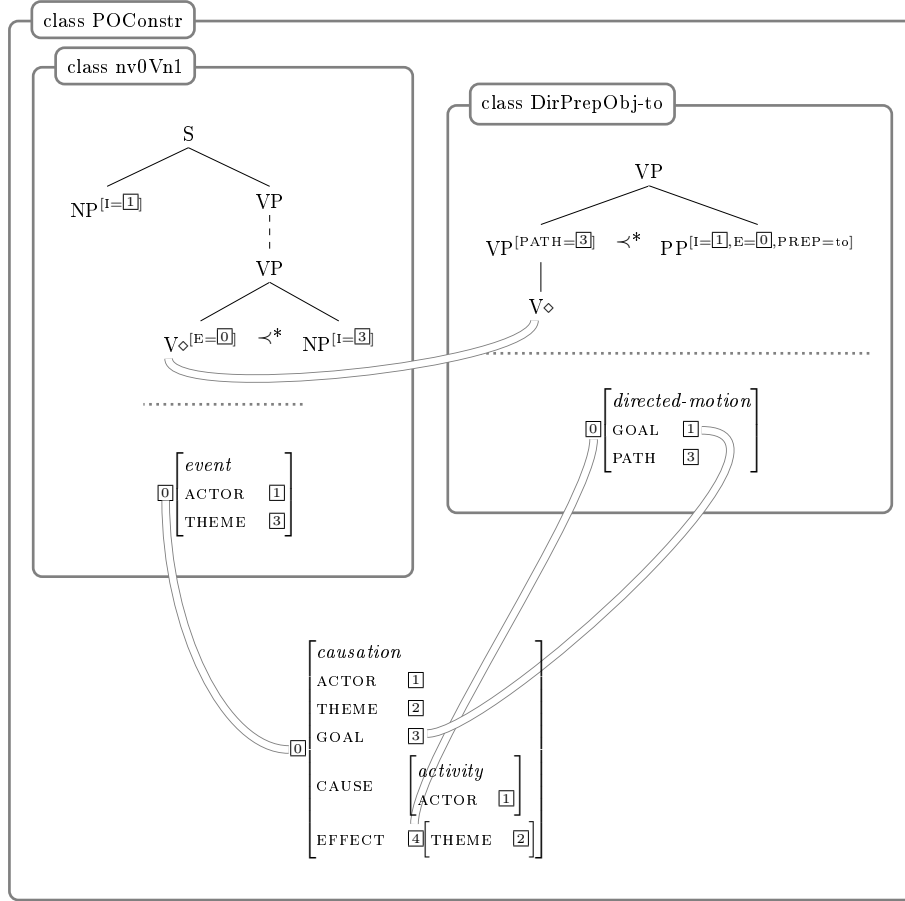 class POConstr
class nv0Vn1
S
NP[I=1]
VP
VP
V⋄[E=0] ≺* NP[I=3]
event
0 ACTOR 1
THEME 3
class DirPrepObj-to
VP
VP[PATH=3] ≺* PP[I=1,E=0,PREP=to]
V⋄
directed-motion
0 GOAL 1
PATH 3
causation
ACTOR 1
THEME 2
GOAL 3
0
activity
CAUSE
ACTOR 1
EFFECT 4 THEME 2